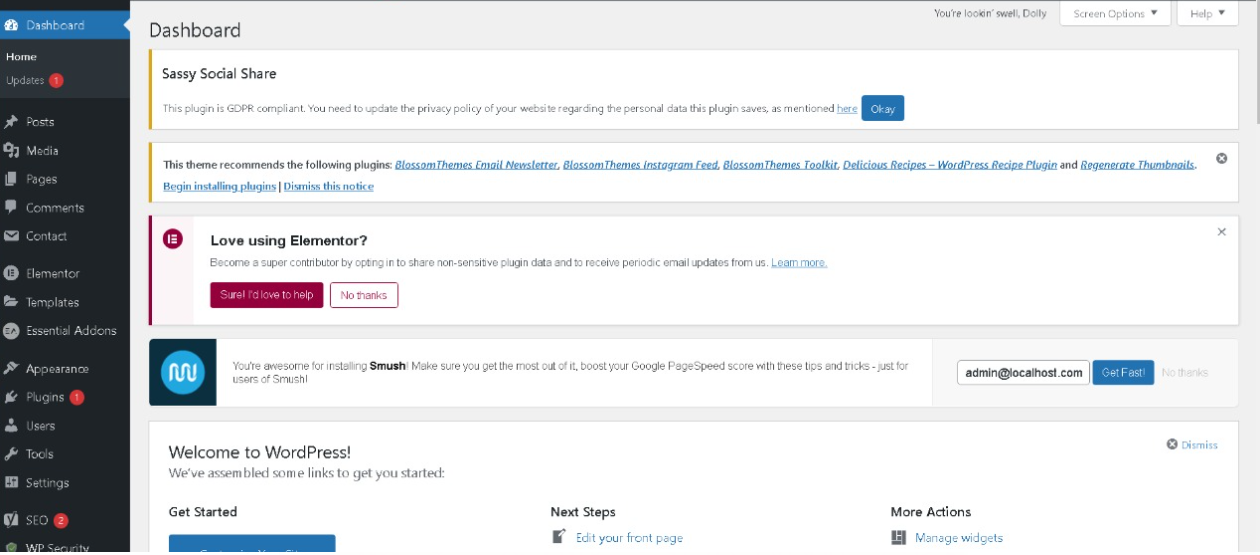 Dashboard
Home
Updates 1
Posts
Media
Pages
Comments
Contact
Elementor
Templates
Essential Addons
Appearance
Plugins 1
Users
Tools
Settings
SEO 2
WP Security
You're lookin' swell, Dolly
Screen Options
Help
Dashboard
Sassy Social Share
This plugin is GDPR compliant. You need to update the privacy policy of your website regarding the personal data this plugin saves, as mentioned here Okay
This theme recommends the following plugins: BlossomThemes Email Newsletter, BlossomThemes Instagram Feed, BlossomThemes Toolkit, Delicious Recipes – WordPress Recipe Plugin and Regenerate Thumbnails.
Begin installing plugins | Dismiss this notice
Love using Elementor?
Become a super contributor by opting in to share non-sensitive plugin data and to receive periodic email updates from us. Learn more.
Sure! I'd love to help No thanks
You're awesome for installing Smush! Make sure you get the most out of it, boost your Google PageSpeed score with these tips and tricks - just for
users of Smush!
admin@localhost.com Get Fast! No thanks
Welcome to WordPress!
Dismiss
We've assembled some links to get you started:
Get Started
Customize Your Site
Next Steps
Edit your front page
More Actions
Manage widgets